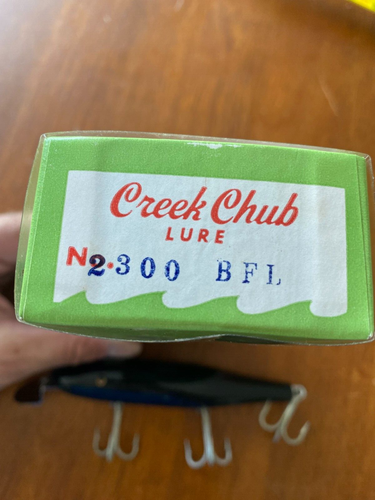 Creek Chub
LURE
No. 2300 BFL